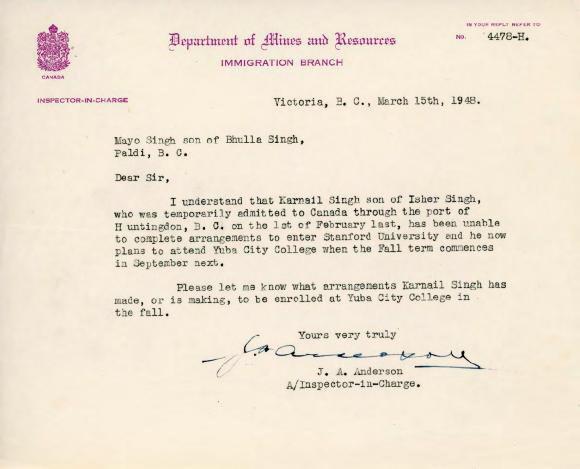 IN YOUR REPLY REFER TO
No. 4478-H.
Department of Mines and Resources
IMMIGRATION BRANCH
CANADA
INSPECTOR-IN-CHARGE
Victoria, B. C., March 15th, 1948.
Mayo Singh son of Bhulla Singh,
Paldi, B. C.
Dear Sir,
I understand that Karnail Singh son of Isher Singh,
who was temporarily admitted to Canada through the port of
Huntingdon, B. C. on the 1st of February last, has been unable
to complete arrangements to enter Stanford University and he now
plans to attend Yuba City College when the Fall term commences
in September next.
Please let me know what arrangements Karnail Singh has
made, or is making, to be enrolled at Yuba City College in
the fall.
Yours very truly
J. A. Anderson
J. A. Anderson
A/Inspector-in-Charge.